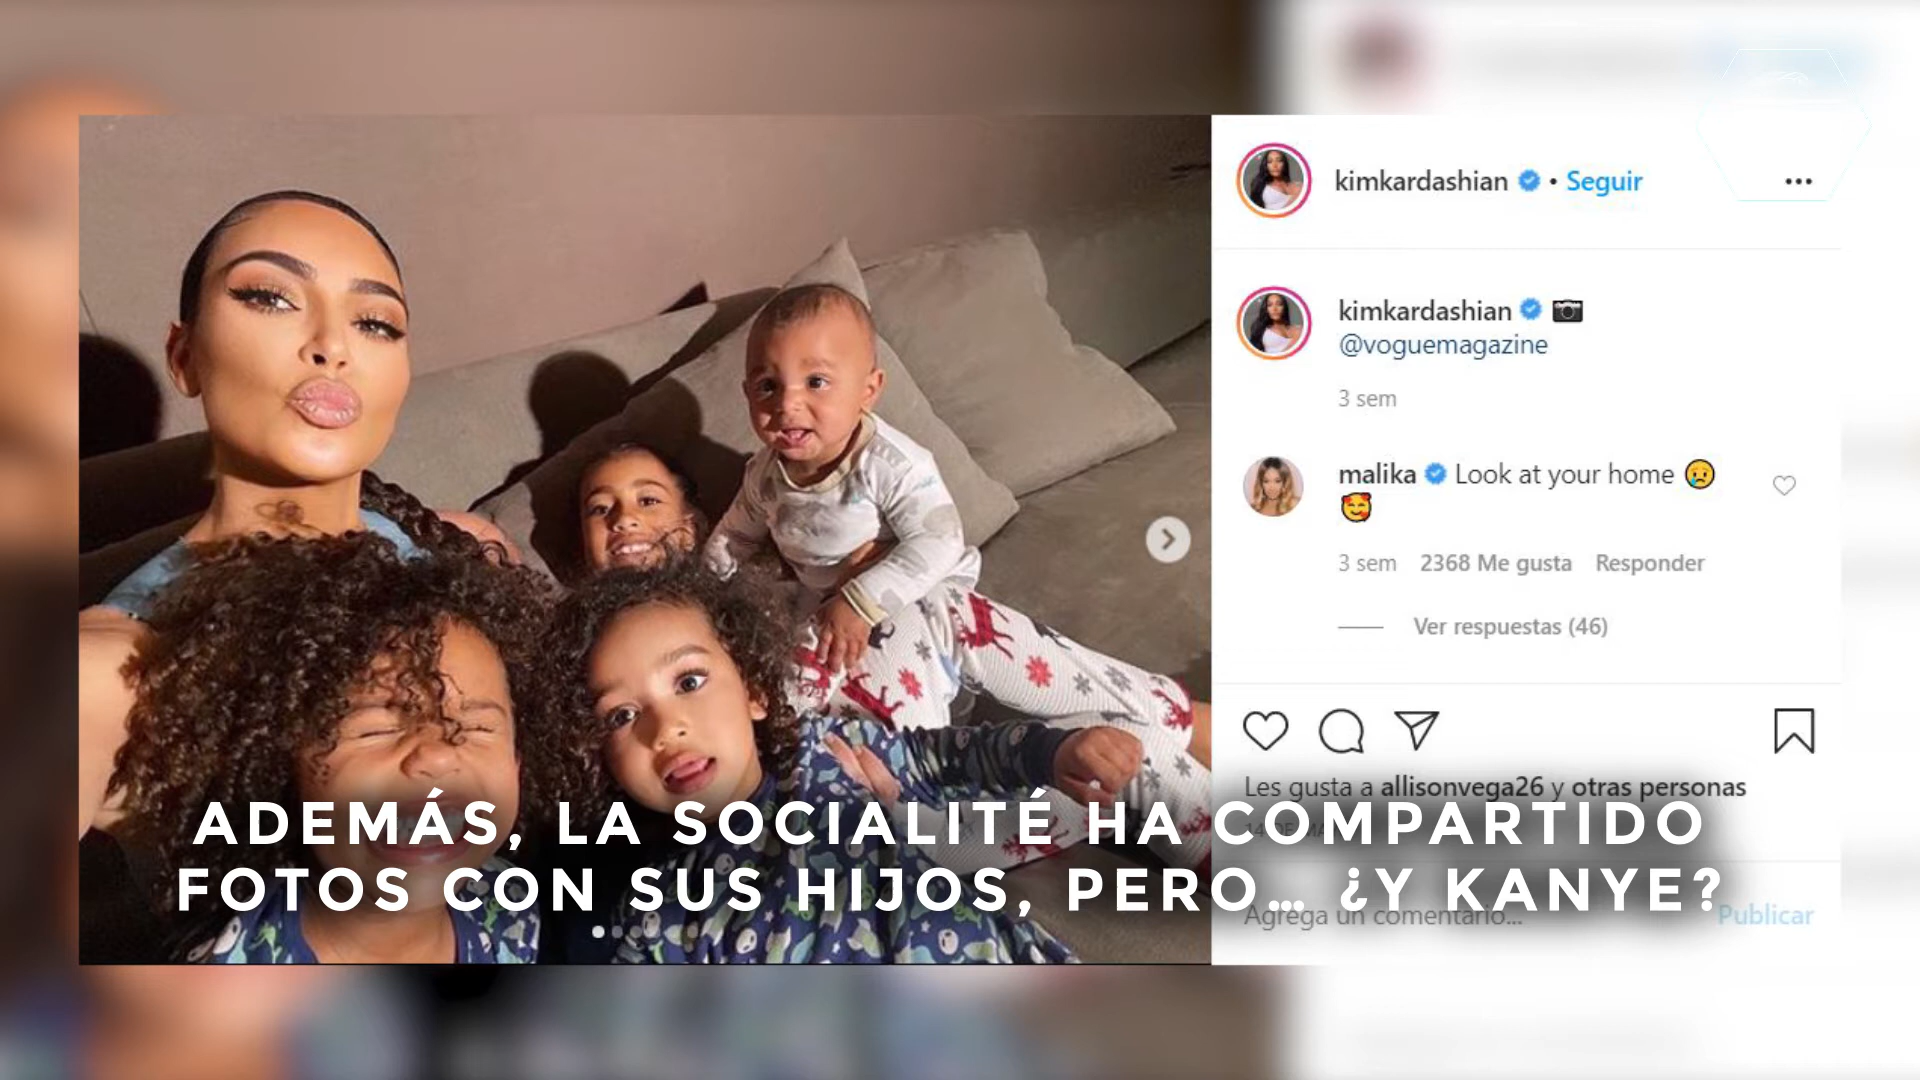 kimkardashian • Seguir
kimkardashian
@voguemagazine
3 sem
malika Look at your home
3 sem 2368 Me gusta Responder
Ver respuestas (46)
Les gusta a allisonvega26 y otras personas
ADEMÁS, LA SOCIALITÉ HA COMPARTIDO
FOTOS CON SUS HIJOS, PERO... ¿Y KANYE?
Agrega un comentario... Publicar